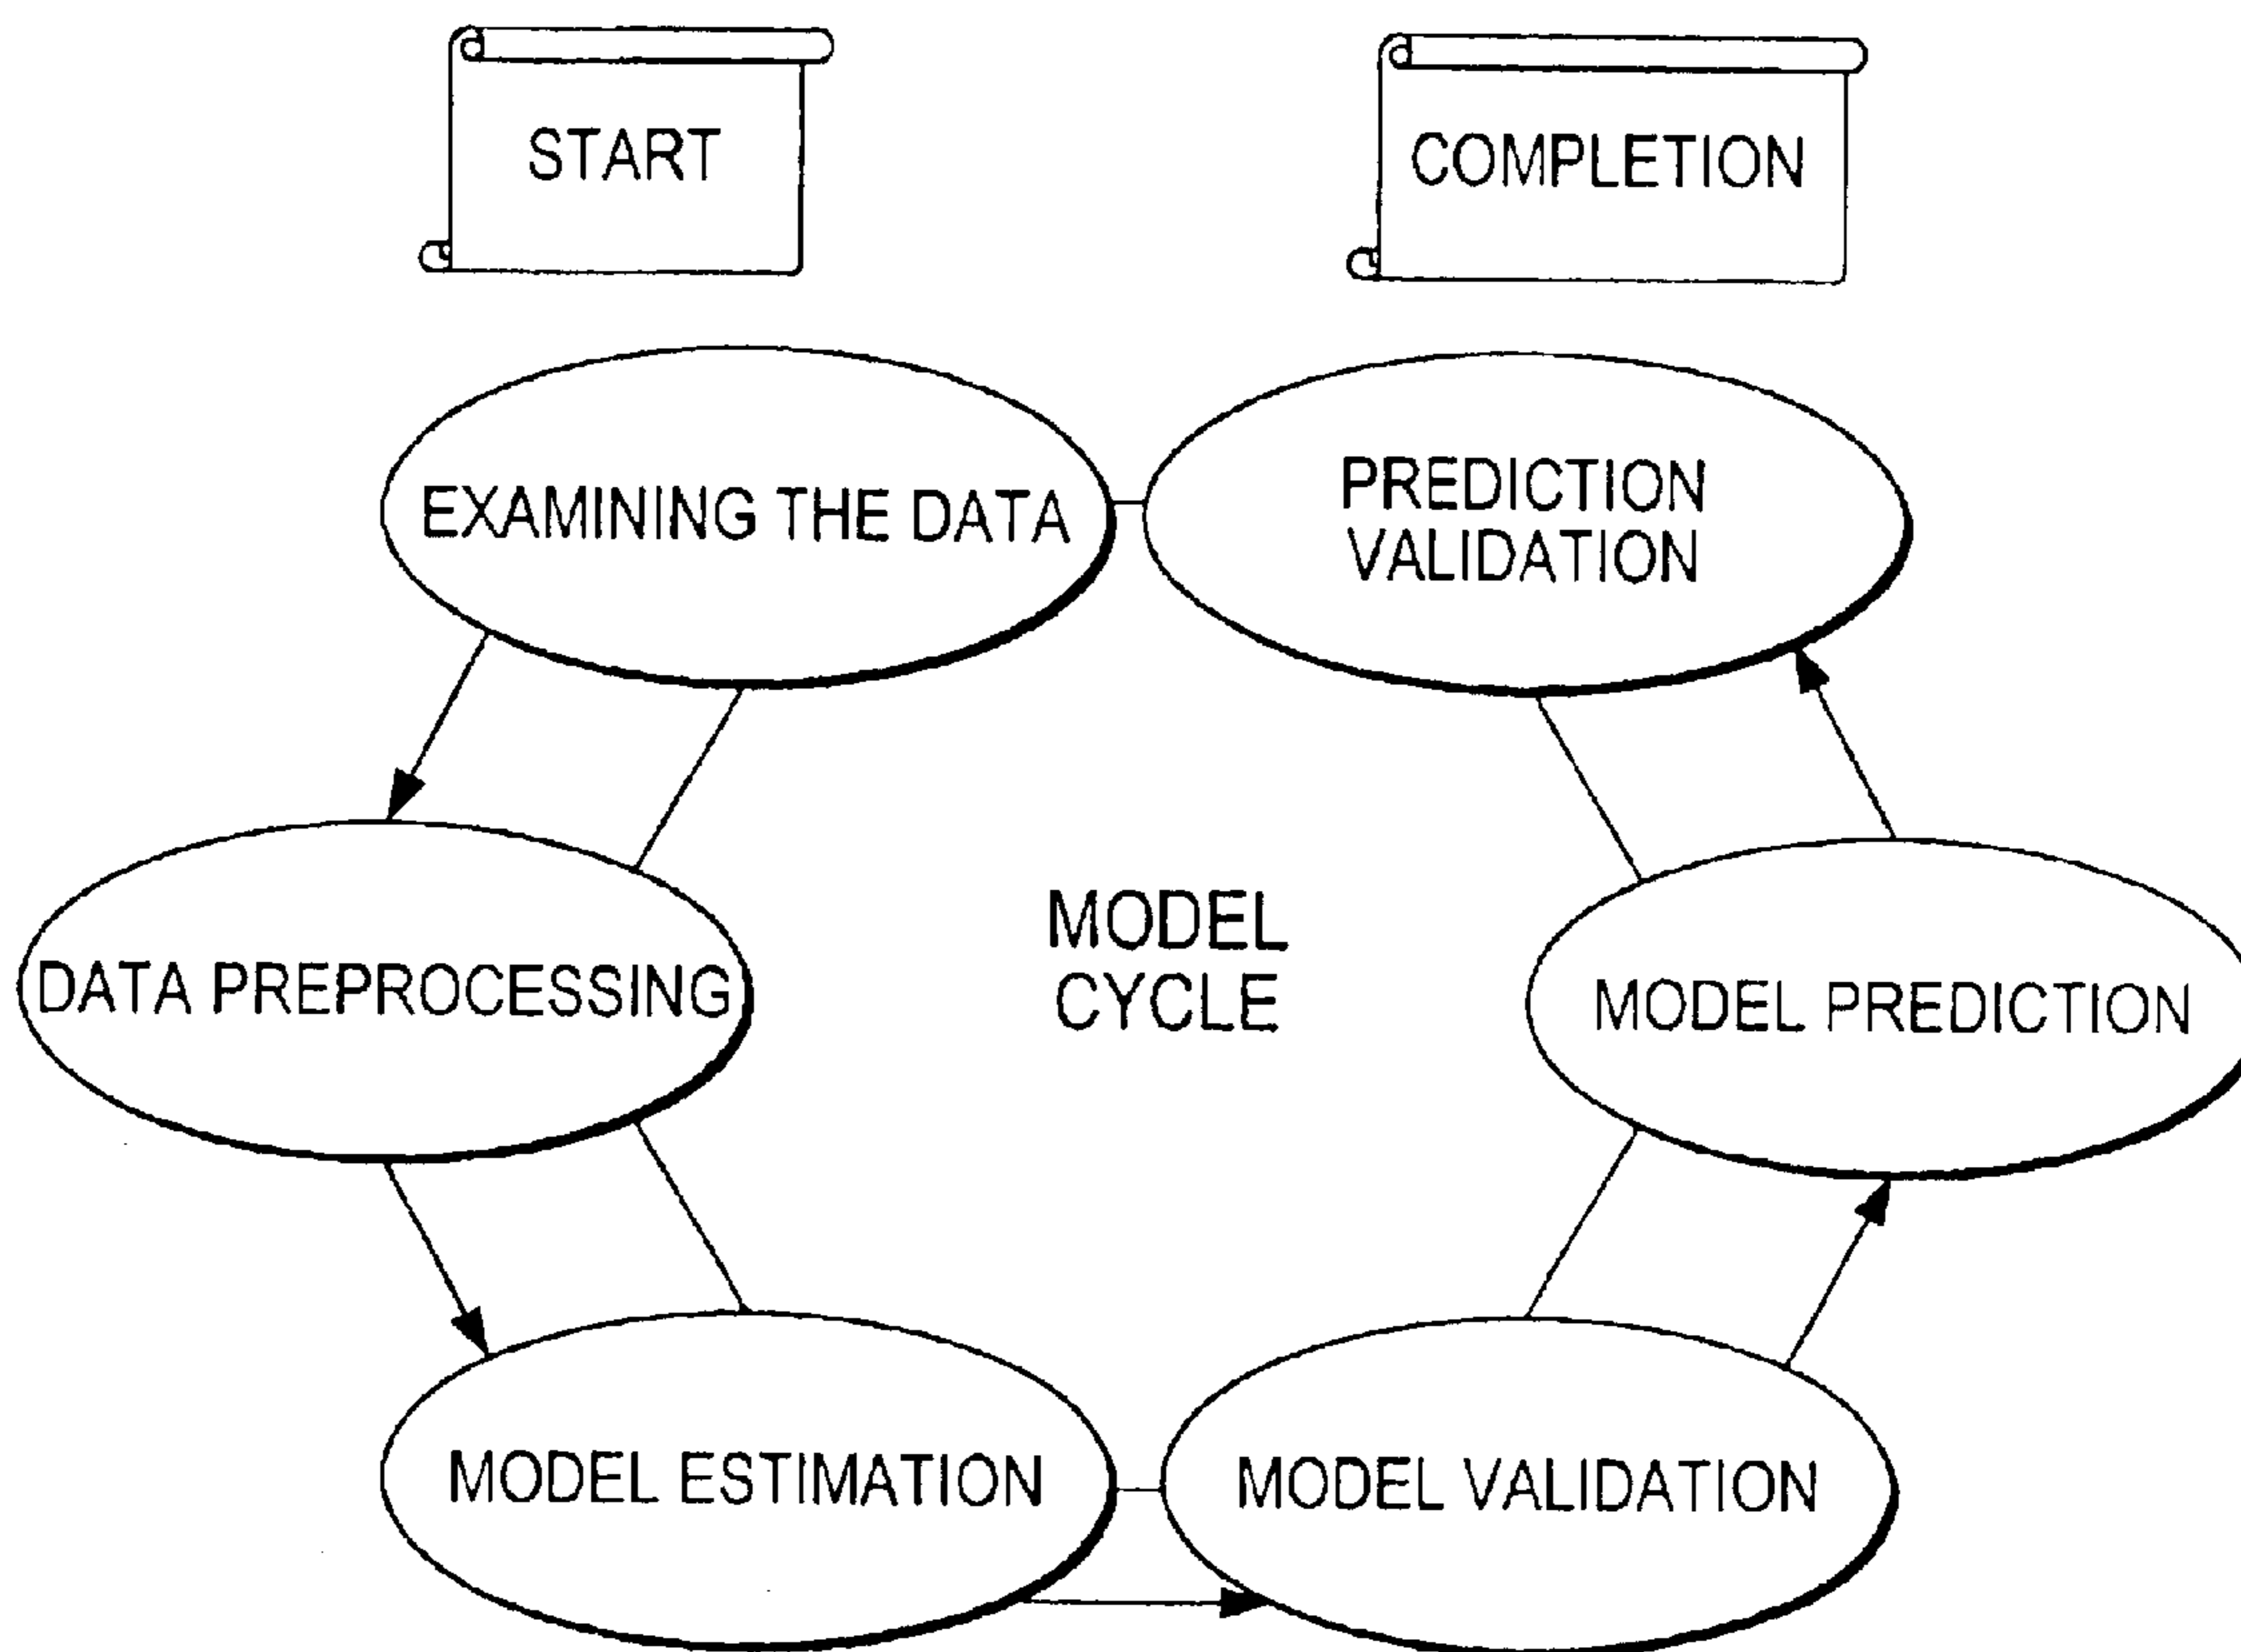 START
COMPLETION
EXAMINING THE DATA
PREDICTION
VALIDATION
DATA PREPROCESSING
MODEL
CYCLE
MODEL PREDICTION
MODEL ESTIMATION
MODEL VALIDATION